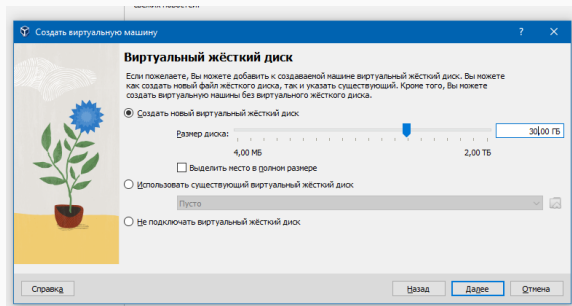 Создать виртуальную машину
Виртуальный жёсткий диск
Если пожелаете, Вы можете добавить к создаваемой машине виртуальный жёсткий диск. Вы можете
как создать новый файл жёсткого диска, так и указать существующий. Кроме того, Вы можете
создать виртуальную машины без виртуального жёсткого диска.
Создать новый виртуальный жёсткий диск
Размер диска:
30,00 ГБ
4,00 МБ
2,00 ТБ
Выделить место в полном размере
Использовать существующий виртуальный жёсткий диск
Пусто
Не подключать виртуальный жёсткий диск
Справка
Назад
Далее
Отмена